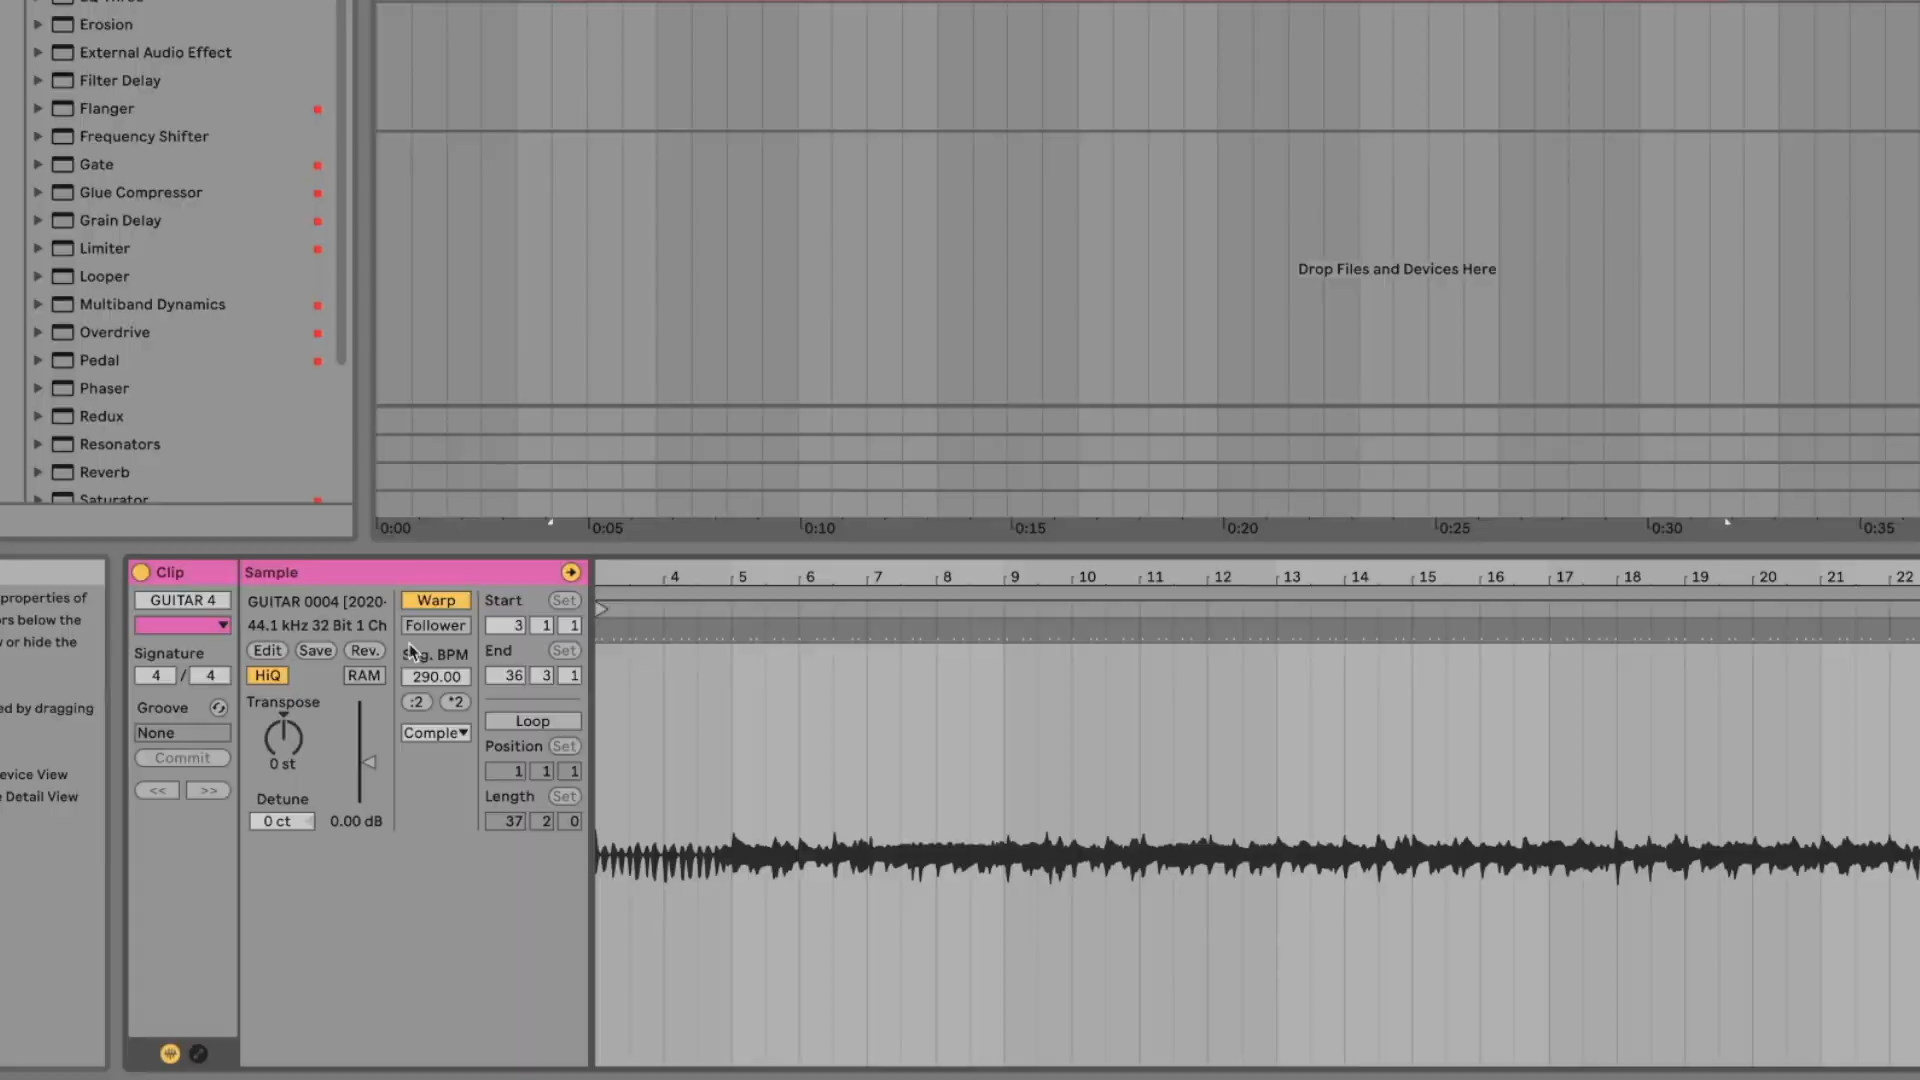 Erosion
External Audio Effect
Filter Delay
Flanger
Frequency Shifter
Gate
Glue Compressor
Grain Delay
Limiter
Looper
Multiband Dynamics
Overdrive
Pedal
Phaser
Redux
Resonators
Reverb
Saturator
Drop Files and Devices Here
0:00 0:05 0:10 0:15 0:20 0:25 0:30 0:35
properties of
ors below the
w or hide the
ed by dragging
evice View
Detail View
Clip
GUITAR 4
Signature
4 / 4
Groove
None
Commit
<< >>
Sample
GUITAR 0004 [2020-
44.1 kHz 32 Bit 1 Ch
Edit Save Rev.
HiQ RAM
Transpose
0 st
Detune
0 ct 0.00 dB
Warp
Follower
BPM
290.00
:2 *2
Comple
Start Set
3 1 1
End Set
36 3 1
Loop
Position Set
1 1 1
Length Set
37 2 0
4 5 6 7 8 9 10 11 12 13 14 15 16 17 18 19 20 21 22